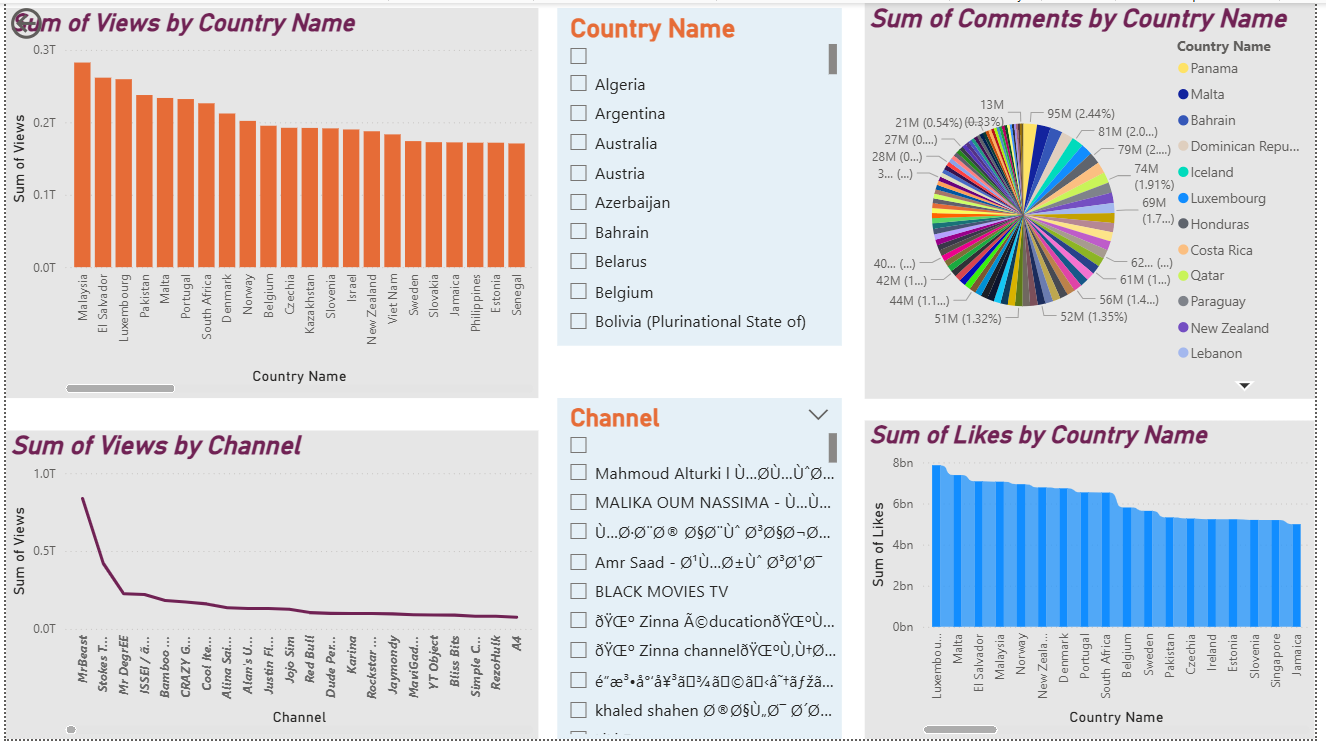 Sum of Views by Country Name
0.3T
0.2T
0.1T
0.0T
Sum of Views
Malaysia
El Salvador
Luxembourg
Pakistan
Malta
Portugal
South Africa
Denmark
Norway
Belgium
Czechia
Kazakhstan
Slovenia
Israel
New Zealand
Viet Nam
Sweden
Slovakia
Jamaica
Philippines
Estonia
Senegal
Country Name
Country Name
Algeria
Argentina
Australia
Austria
Azerbaijan
Bahrain
Belarus
Belgium
Bolivia (Plurinational State of)
Sum of Comments by Country Name
13M
(0.33%)
95M (2.44%)
81M (2.0...)
79M (2....)
74M
(1.91%)
69M
(1.7...)
62... (...)
61M (1...)
56M (1.4...)
52M (1.35%)
51M (1.32%)
44M (1.1...)
42M (1...)
40... (...)
3... (...)
28M (0...)
27M (0....)
21M (0.54%)
Country Name
Panama
Malta
Bahrain
Dominican Repu...
Iceland
Luxembourg
Honduras
Costa Rica
Qatar
Paraguay
New Zealand
Lebanon
Sum of Views by Channel
1.0T
0.5T
0.0T
Sum of Views
MrBeast
Stokes T...
Mr DegrEE
ISSEI / ã...
Bamboo ...
CRAZY G...
Cool Ite...
Alina Sai...
Alan's U...
Justin Fl...
Jojo Sim
Red Bull
Dude Per...
Karina
Rockstar ...
Jaymondy
MaviGad...
YT Object
Bliss Bits
Simple C...
RezoHulk
A4
Channel
Channel
Mahmoud Alturki l Ù...ØÙ...ÙˆØ...
MALIKA OUM NASSIMA - Ù...Ù...
Ù...Ø·Ø¨Ø® Ø§Ø¨Ùˆ Ø³Ø§Ø¬Ø...
Amr Saad - Ø¹Ù...Ø±Ùˆ Ø³Ø¹Ø¯
BLACK MOVIES TV
ðŸŒº Zinna Ã©ducationðŸŒºÙ...
ðŸŒº Zinna channelðŸŒºÙ‚Ù†Ø...
khaled shahen Ø®Ø§Ù„Ø¯ Ø´Ø...
Sum of Likes by Country Name
8bn
6bn
4bn
2bn
0bn
Sum of Likes
Luxembou...
Malta
El Salvador
Malaysia
Norway
New Zeala...
Denmark
Portugal
South Africa
Belgium
Sweden
Pakistan
Czechia
Ireland
Estonia
Slovenia
Singapore
Jamaica
Country Name